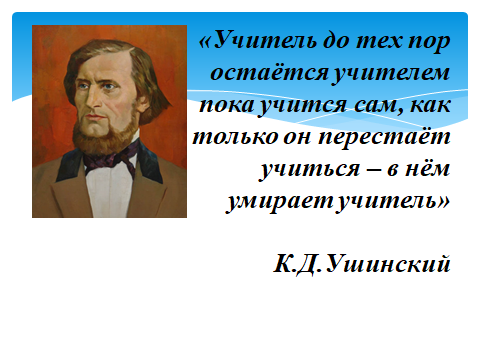 «Учитель до тех пор
остаётся учителем
пока учится сам, как
только он перестаёт
учиться – в нём
умирает учитель»
К.Д.Ушинский